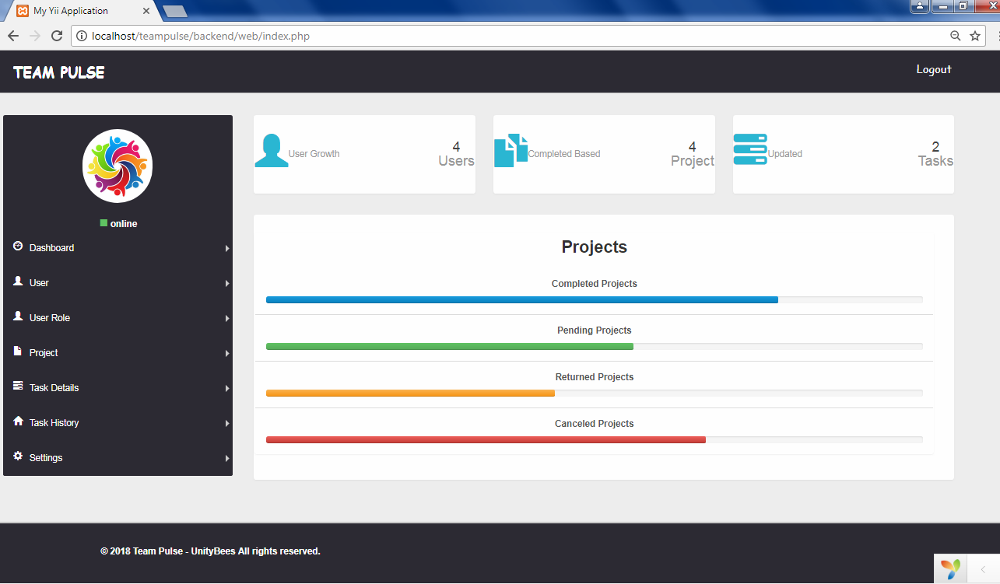 My Yii Application
localhost/teampulse/backend/web/index.php
TEAM PULSE
Logout
online
Dashboard
User
User Role
Project
Task Details
Task History
Settings
User Growth
4
Users
Completed Based
4
Project
Updated
2
Tasks
Projects
Completed Projects
Pending Projects
Returned Projects
Canceled Projects
© 2018 Team Pulse - UnityBees All rights reserved.